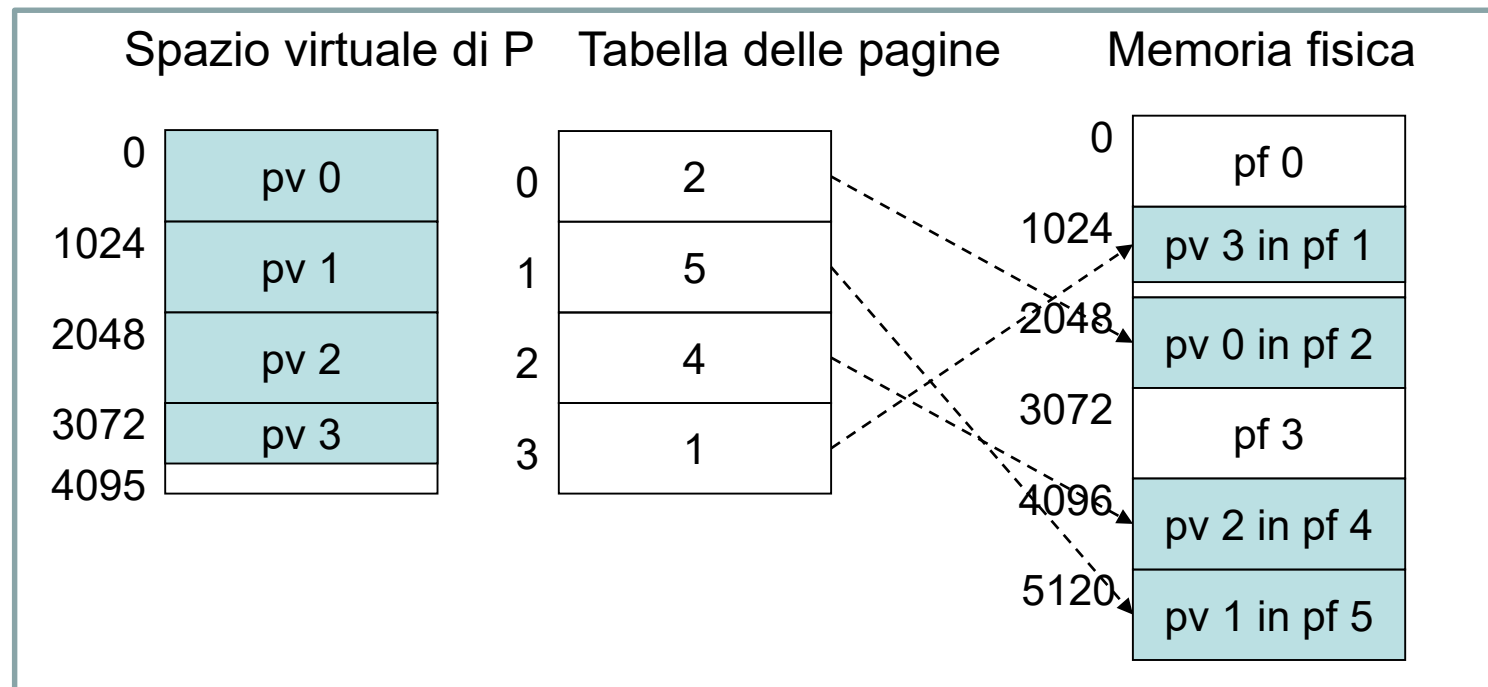 Spazio virtuale di P
Tabella delle pagine
Memoria fisica
0
pv 0
1024
pv 1
2048
pv 2
3072
pv 3
4095
0
2
1
5
2
4
3
1
0
pf 0
1024
pv 3 in pf 1
2048
pv 0 in pf 2
3072
pf 3
4096
pv 2 in pf 4
5120
pv 1 in pf 5